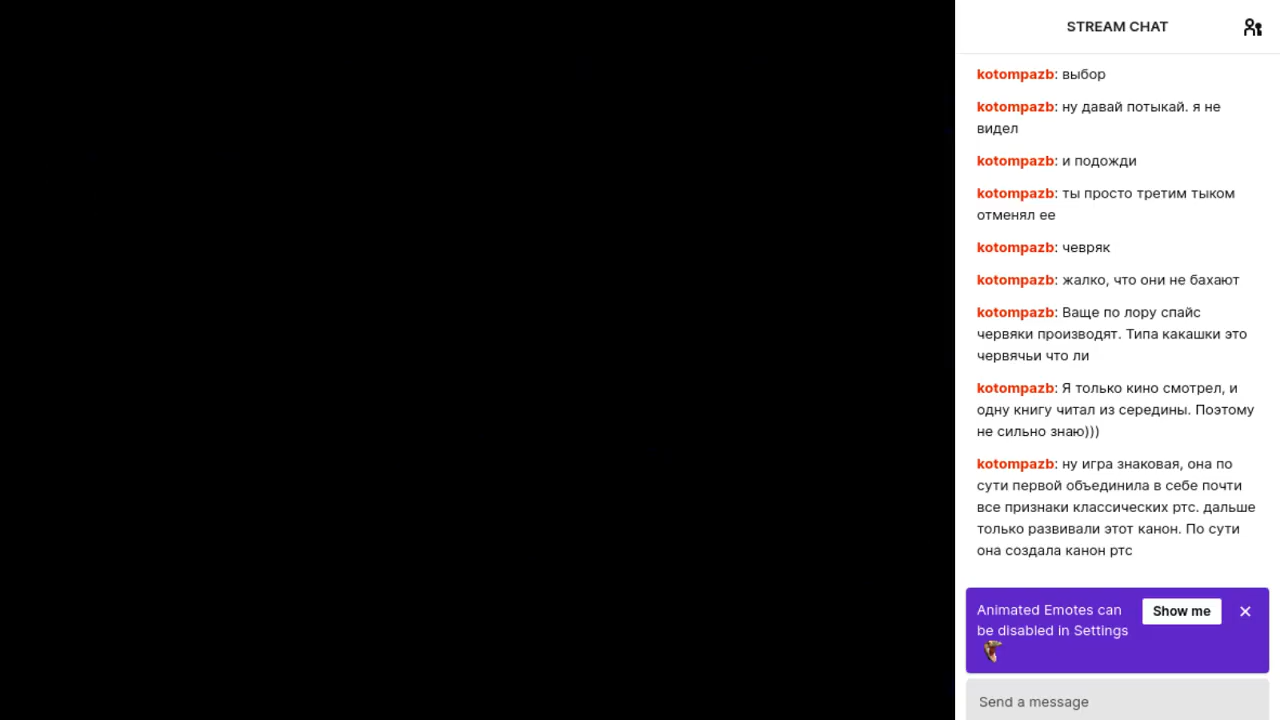 STREAM CHAT
kotompazb: выбор
kotompazb: ну давай потыкай. я не
видел
kotompazb: и подожди
kotompazb: ты просто третим тыком
отменял ее
kotompazb: чевряк
kotompazb: жалко, что они не бахают
kotompazb: Ваще по лору спайс
червяки производят. Типа какашки это
червячьи что ли
kotompazb: Я только кино смотрел, и
одну книгу читал из середины. Поэтому
не сильно знаю)))
kotompazb: ну игра знаковая, она по
сути первой объединила в себе почти
все признаки классических ртс. дальше
только развивали этот канон. По сути
она создала канон ртс
Animated Emotes can
be disabled in Settings
Show me
Send a message